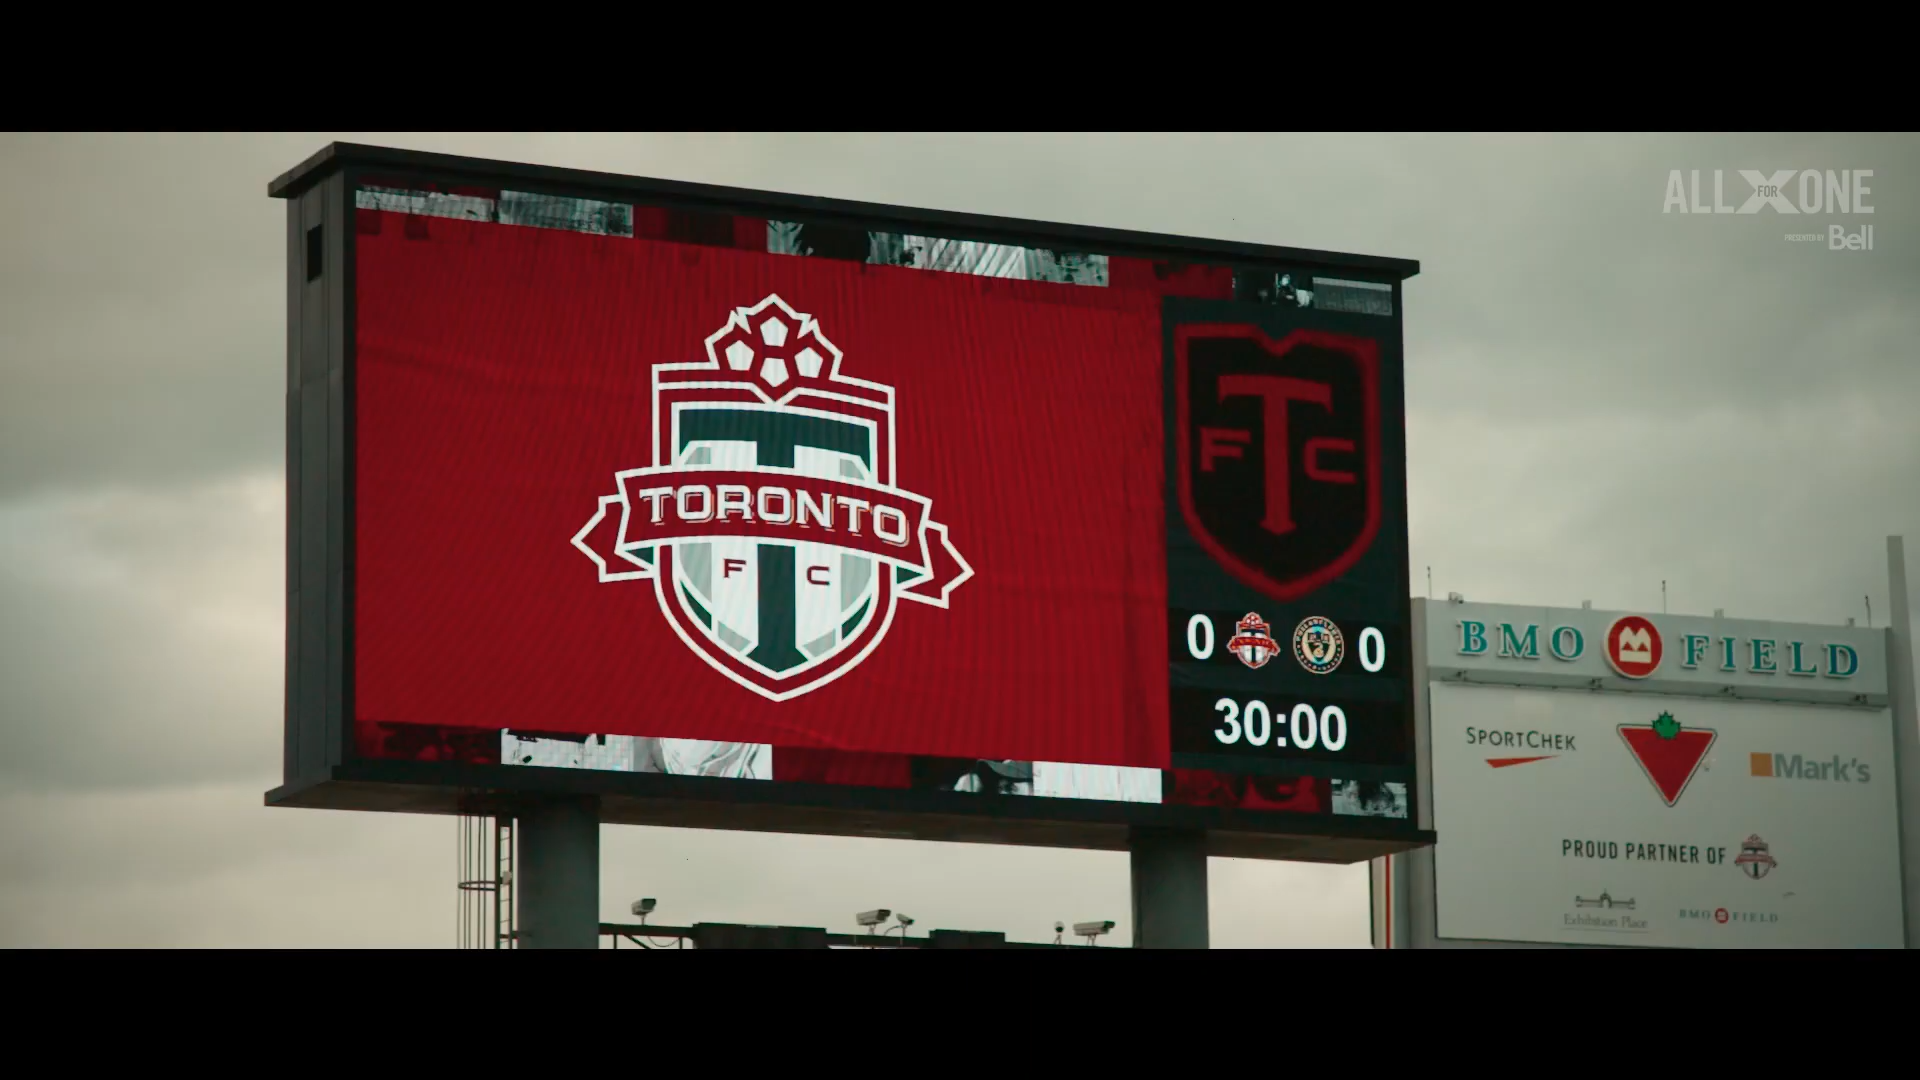 ALL FOR ONE
PRESENTED BY Bell
TORONTO
F C
F T C
0 0
30:00
BMO FIELD
SPORTCHEK
Mark's
PROUD PARTNER OF
Exhibition Place
BMO FIELD